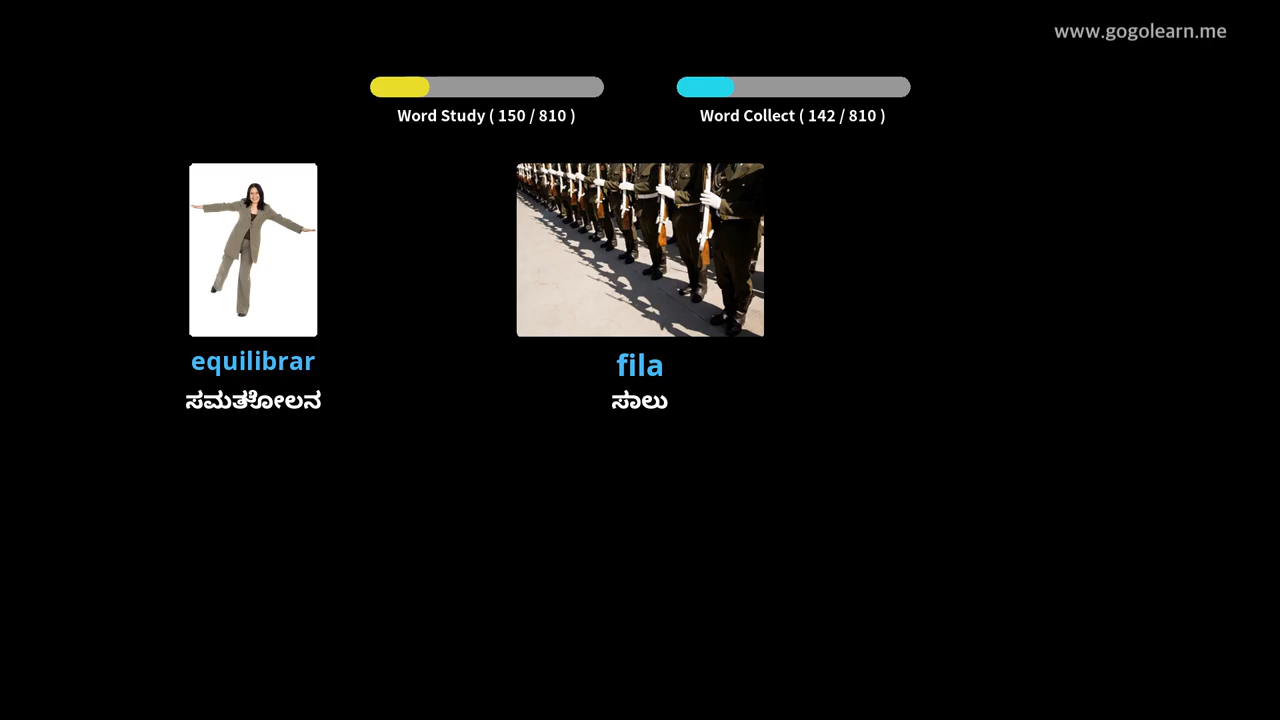 www.gogolearn.me
Word Study ( 150 / 810 )
Word Collect ( 142 / 810 )
equilibrar
ಸಮತೋಲನ
fila
ಸಾಲು